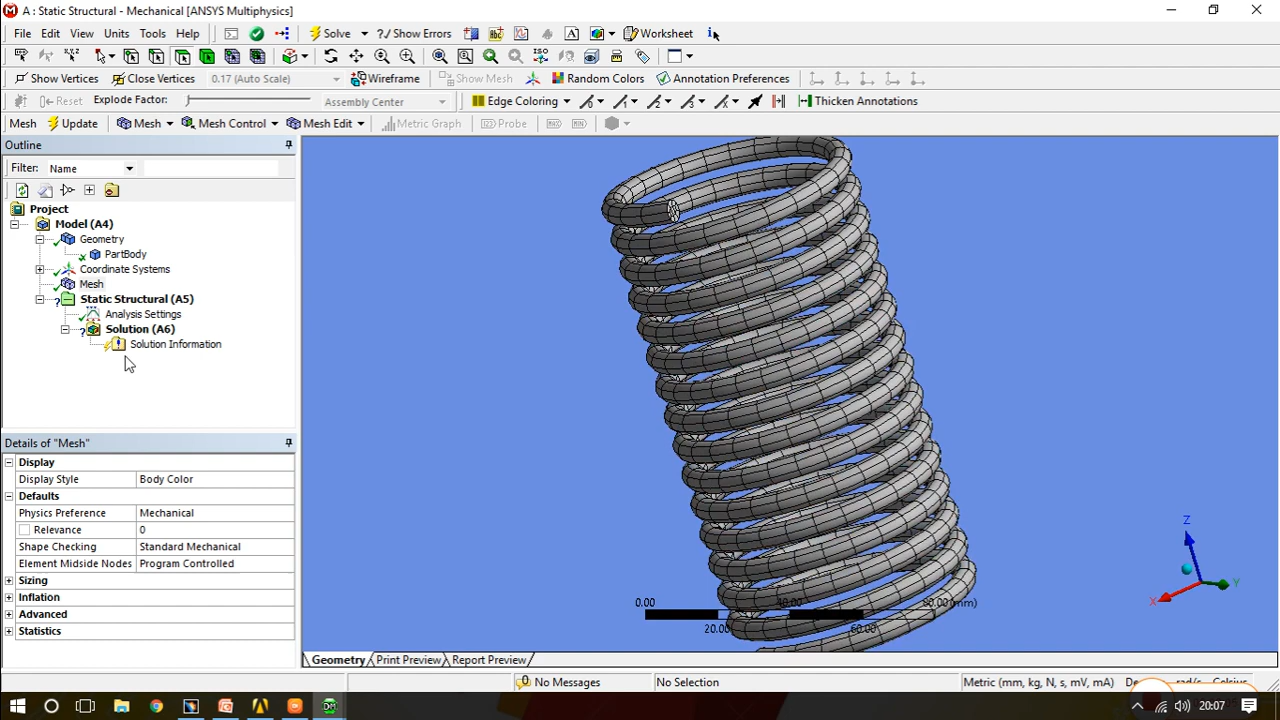 A : Static Structural - Mechanical [ANSYS Multiphysics]
File Edit View Units Tools Help Solve ?/ Show Errors Worksheet
Show Vertices Close Vertices 0.17 (Auto Scale) Wireframe Show Mesh Random Colors Annotation Preferences
Reset Explode Factor: Assembly Center Edge Coloring Thicken Annotations
Mesh Update Mesh Mesh Control Mesh Edit Metric Graph Probe
Outline
Filter: Name
Project
Model (A4)
Geometry
PartBody
Coordinate Systems
Mesh
Static Structural (A5)
Analysis Settings
Solution (A6)
Solution Information
Details of "Mesh"
Display
Display Style Body Color
Defaults
Physics Preference Mechanical
Relevance 0
Shape Checking Standard Mechanical
Element Midside Nodes Program Controlled
Sizing
Inflation
Advanced
Statistics
Z
Y
X
0.00 80.00 (mm)
20.00 60.00
Geometry Print Preview Report Preview
No Messages No Selection Metric (mm, kg, N, s, mV, mA) Celsius
20:07